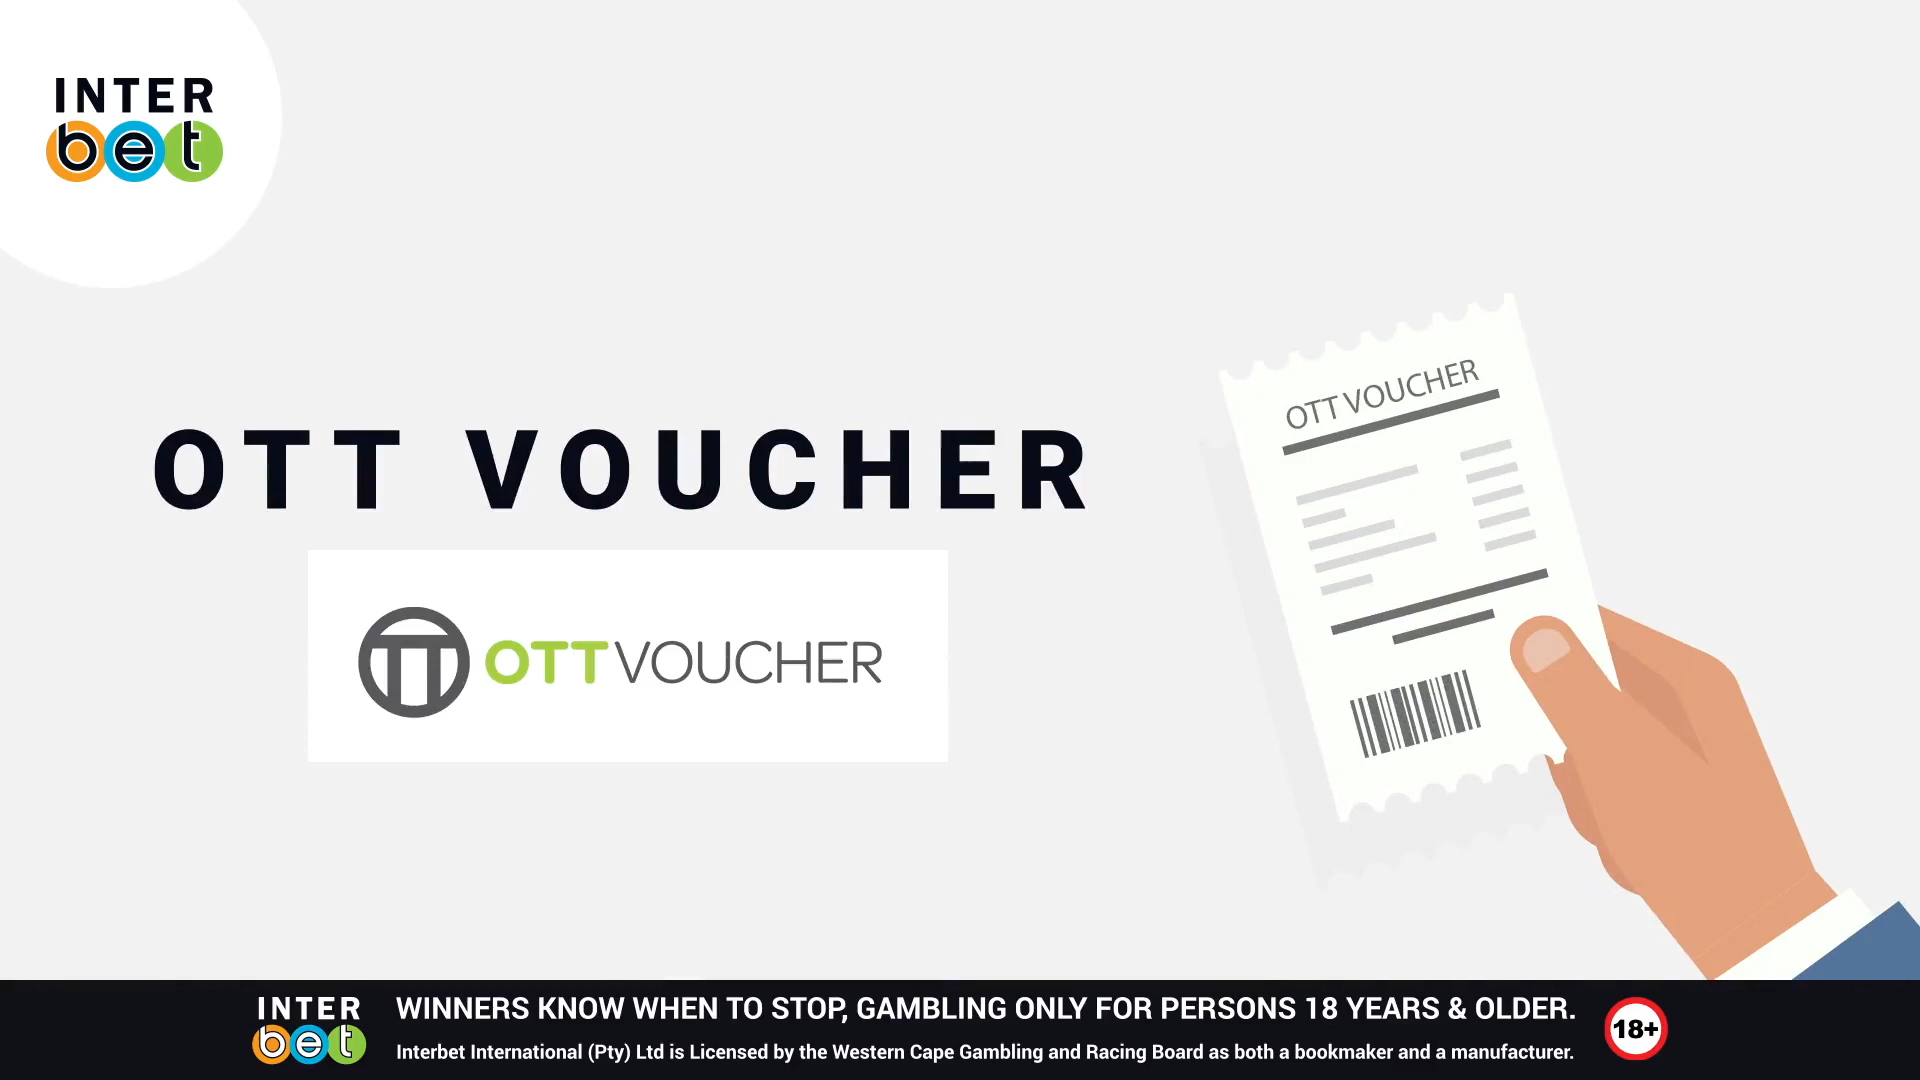 INTER
bet
OTT VOUCHER
OTT VOUCHER
OTT VOUCHER
INTER
bet
WINNERS KNOW WHEN TO STOP, GAMBLING ONLY FOR PERSONS 18 YEARS & OLDER.
Interbet International (Pty) Ltd is Licensed by the Western Cape Gambling and Racing Board as both a bookmaker and a manufacturer.
18+